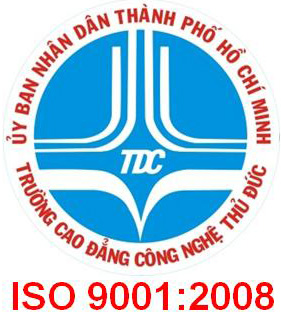 ỦY BAN NHÂN DÂN THÀNH PHỐ HỒ CHÍ MINH
TDC
TRƯỜNG CAO ĐẲNG CÔNG NGHỆ THỦ ĐỨC
ISO 9001:2008